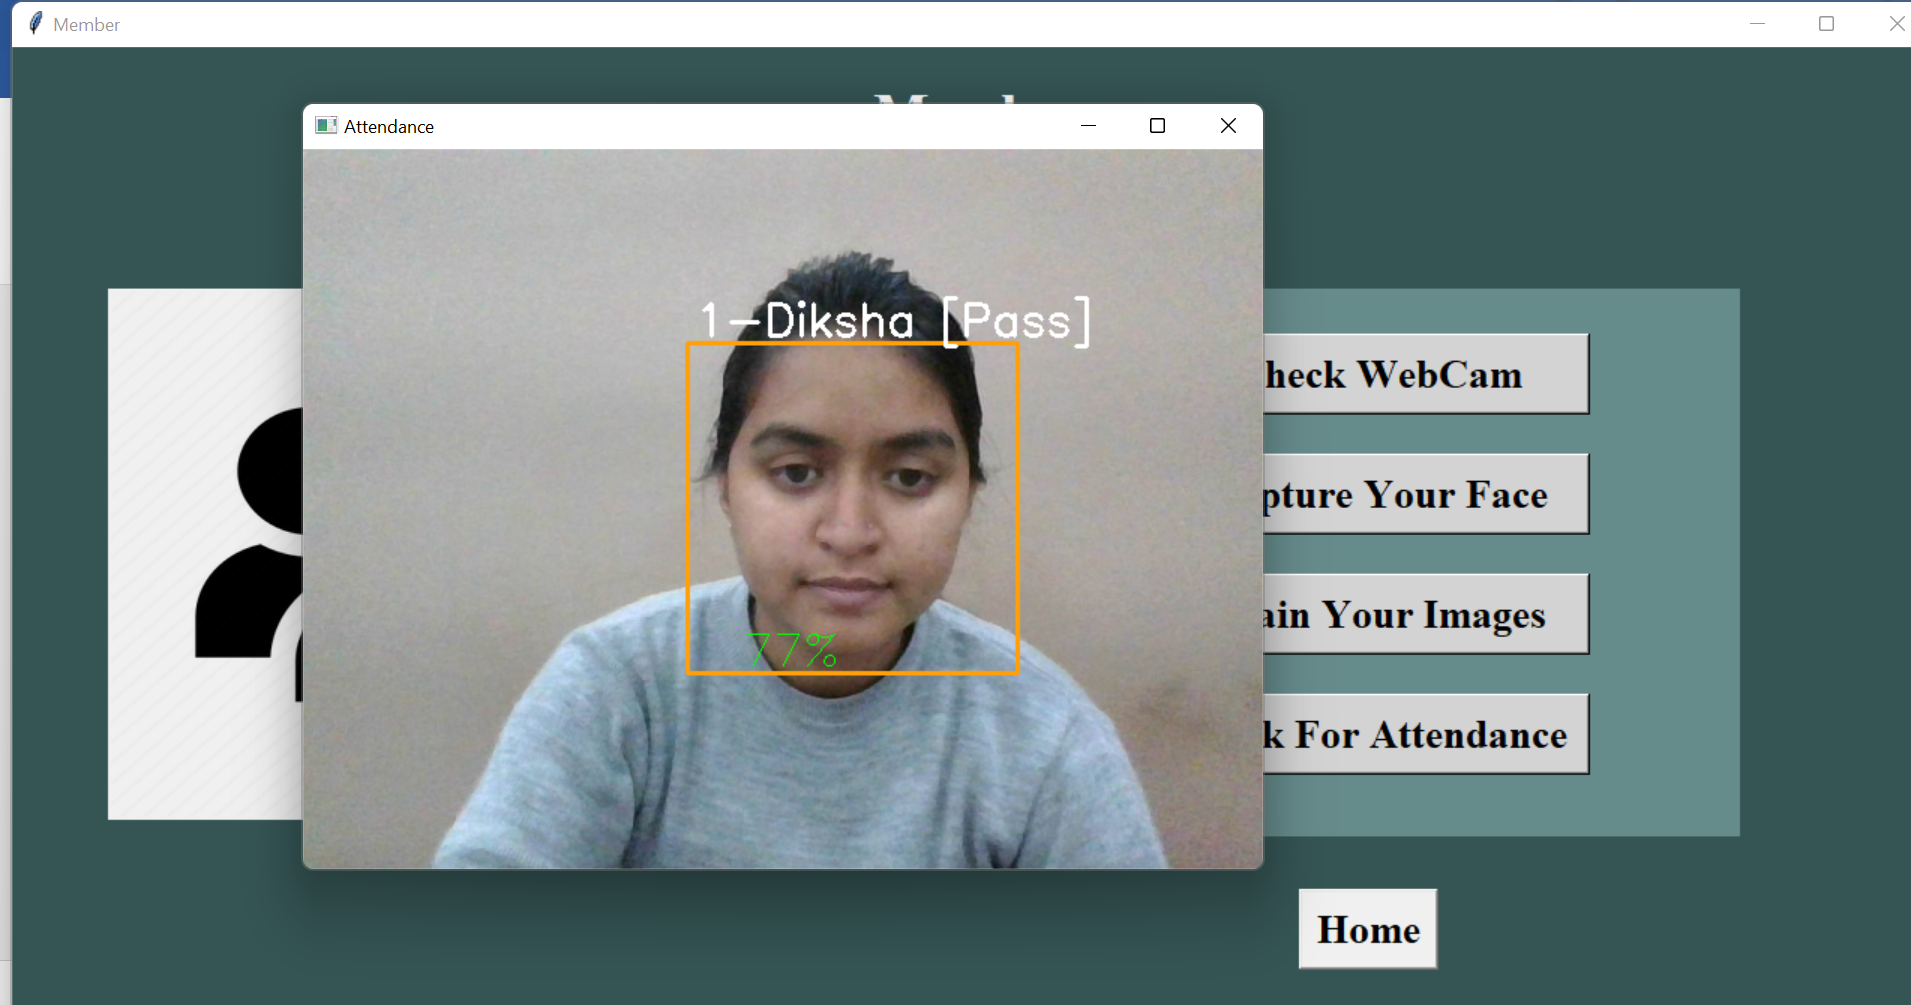 Member
Attendance
1-Diksha [Pass]
77%
heck WebCam
pture Your Face
ain Your Images
k For Attendance
Home